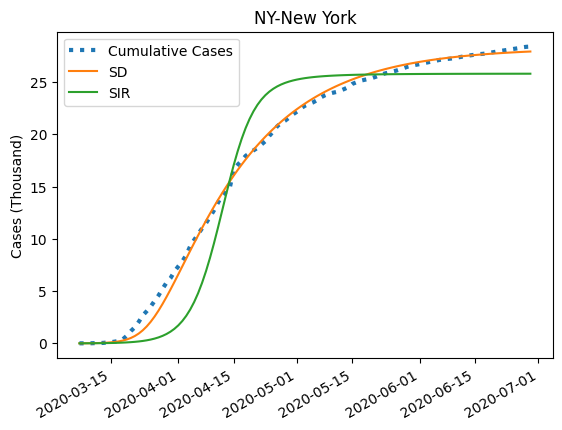 NY-New York
Cumulative Cases
SD
SIR
Cases (Thousand)
25
20
15
10
5
0
2020-03-15
2020-04-01
2020-04-15
2020-05-01
2020-05-15
2020-06-01
2020-06-15
2020-07-01